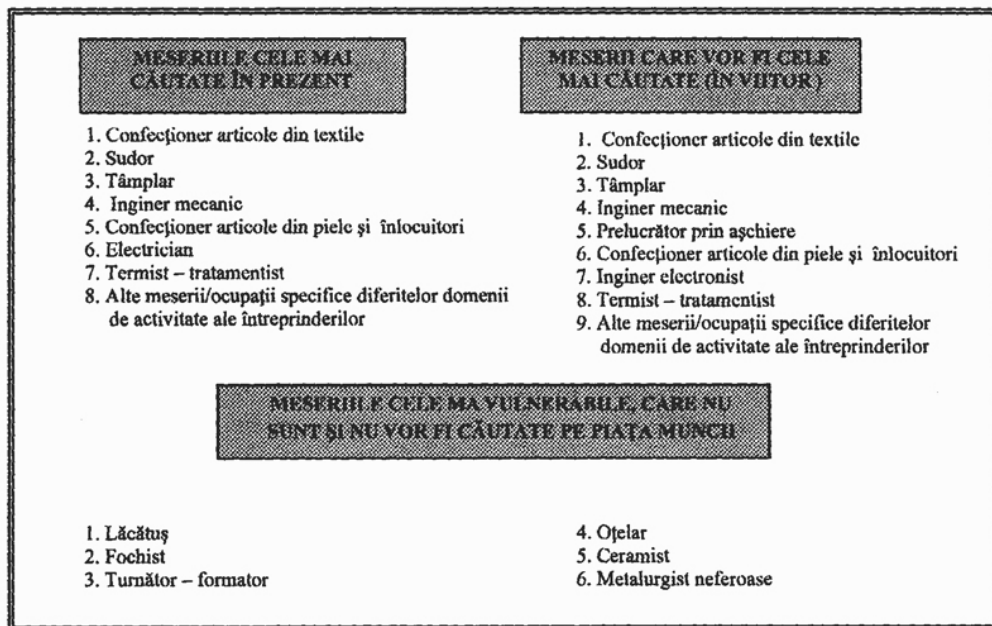 MESERIILE CELE MAI
CĂUTATE ÎN PREZENT
1. Confecţioner articole din textile
2. Sudor
3. Tâmplar
4. Inginer mecanic
5. Confecţioner articole din piele şi înlocuitori
6. Electrician
7. Termist – tratamentist
8. Alte meserii/ocupaţii specifice diferitelor domenii
de activitate ale întreprinderilor
MESERII CARE VOR FI CELE
MAI CĂUTATE (ÎN VIITOR)
1. Confecţioner articole din textile
2. Sudor
3. Tâmplar
4. Inginer mecanic
5. Prelucrător prin aşchiere
6. Confecţioner articole din piele şi înlocuitori
7. Inginer electronist
8. Termist – tratamentist
9. Alte meserii/ocupaţii specifice diferitelor
domenii de activitate ale întreprinderilor
MESERIILE CELE MA VULNERABILE, CARE NU
SUNT ŞI NU VOR FI CĂUTATE PE PIAŢA MUNCII
1. Lăcătuş
2. Fochist
3. Turnător – formator
4. Oţelar
5. Ceramist
6. Metalurgist neferoase